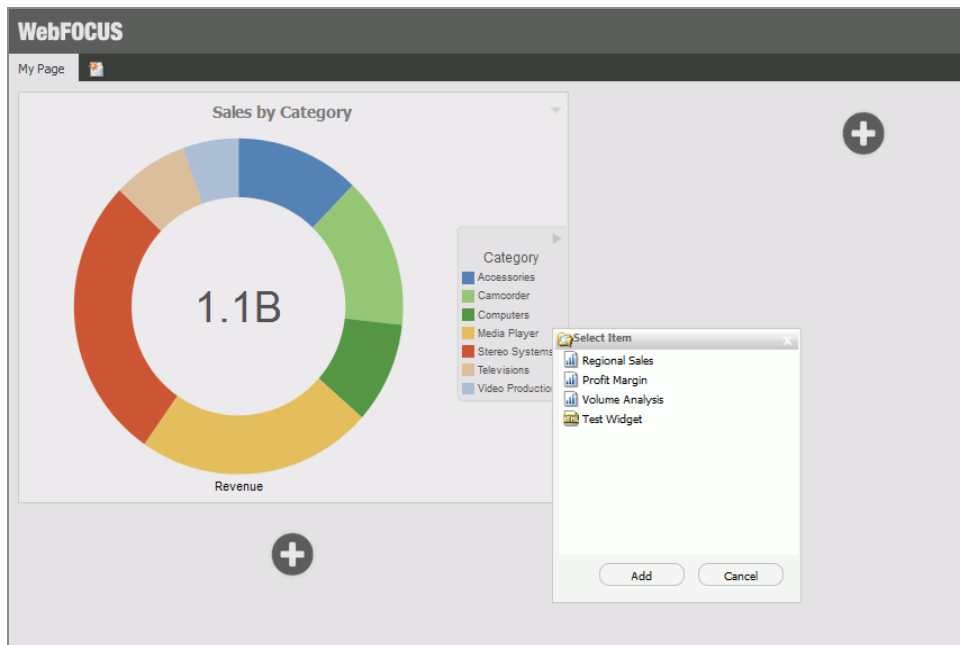 WebFOCUS
My Page
Sales by Category
1.1B
Revenue
Category
Accessories
Camcorder
Computers
Media Player
Stereo Systems
Televisions
Video Productio
Select Item
Regional Sales
Profit Margin
Volume Analysis
Test Widget
Add
Cancel